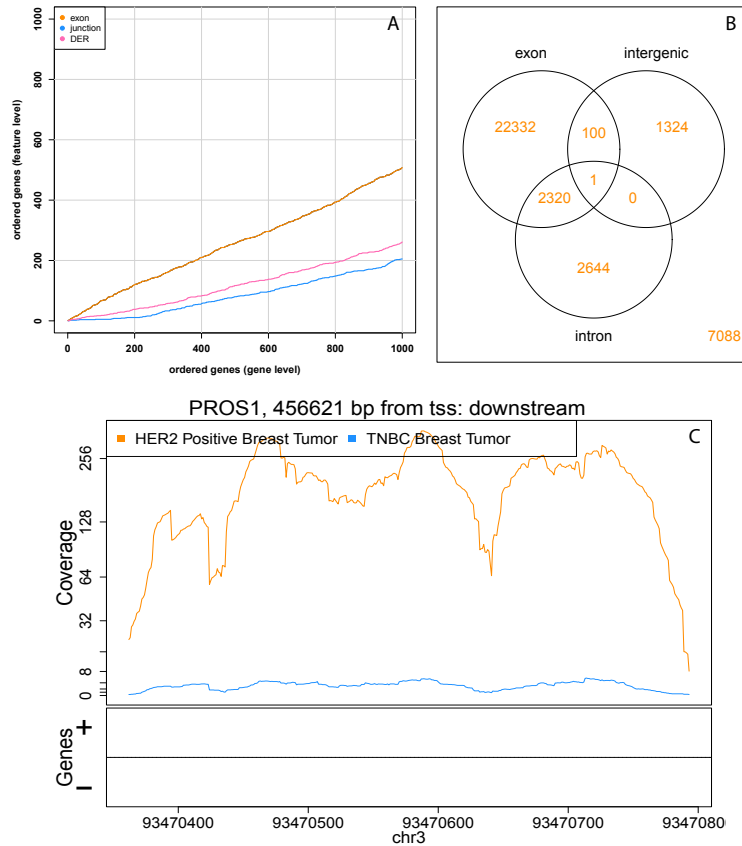 A
exon
junction
DER
1000
800
600
400
200
0
ordered genes (feature level)
0 200 400 600 800 1000
ordered genes (gene level)
B
exon intergenic
22332 100 1324
1
2320 0
2644
intron 7088
PROS1, 456621 bp from tss: downstream
HER2 Positive Breast Tumor TNBC Breast Tumor C
256
128
64
32
8
0
Coverage
Genes
+
−
93470400 93470500 93470600 93470700 9347080
chr3